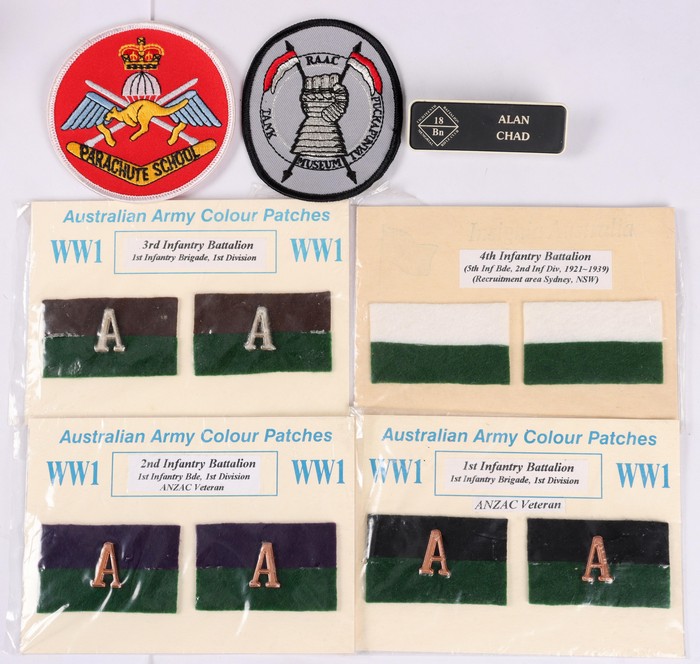 PARACHUTE SCHOOL
RAAC
TANK
MUSEUM
PUCKAPUNYAL
18
Bn
ALAN
CHAD
Australian Army Colour Patches
WW1
3rd Infantry Battalion
1st Infantry Brigade, 1st Division
WW1
A
A
4th Infantry Battalion
(5th Inf Bde, 2nd Inf Div, 1921-1939)
(Recruitment area Sydney, NSW)
Australian Army Colour Patches
WW1
2nd Infantry Battalion
1st Infantry Bde, 1st Division
ANZAC Veteran
WW1
A
A
Australian Army Colour Patches
WW1
1st Infantry Battalion
1st Infantry Brigade, 1st Division
WW1
ANZAC Veteran
A
A